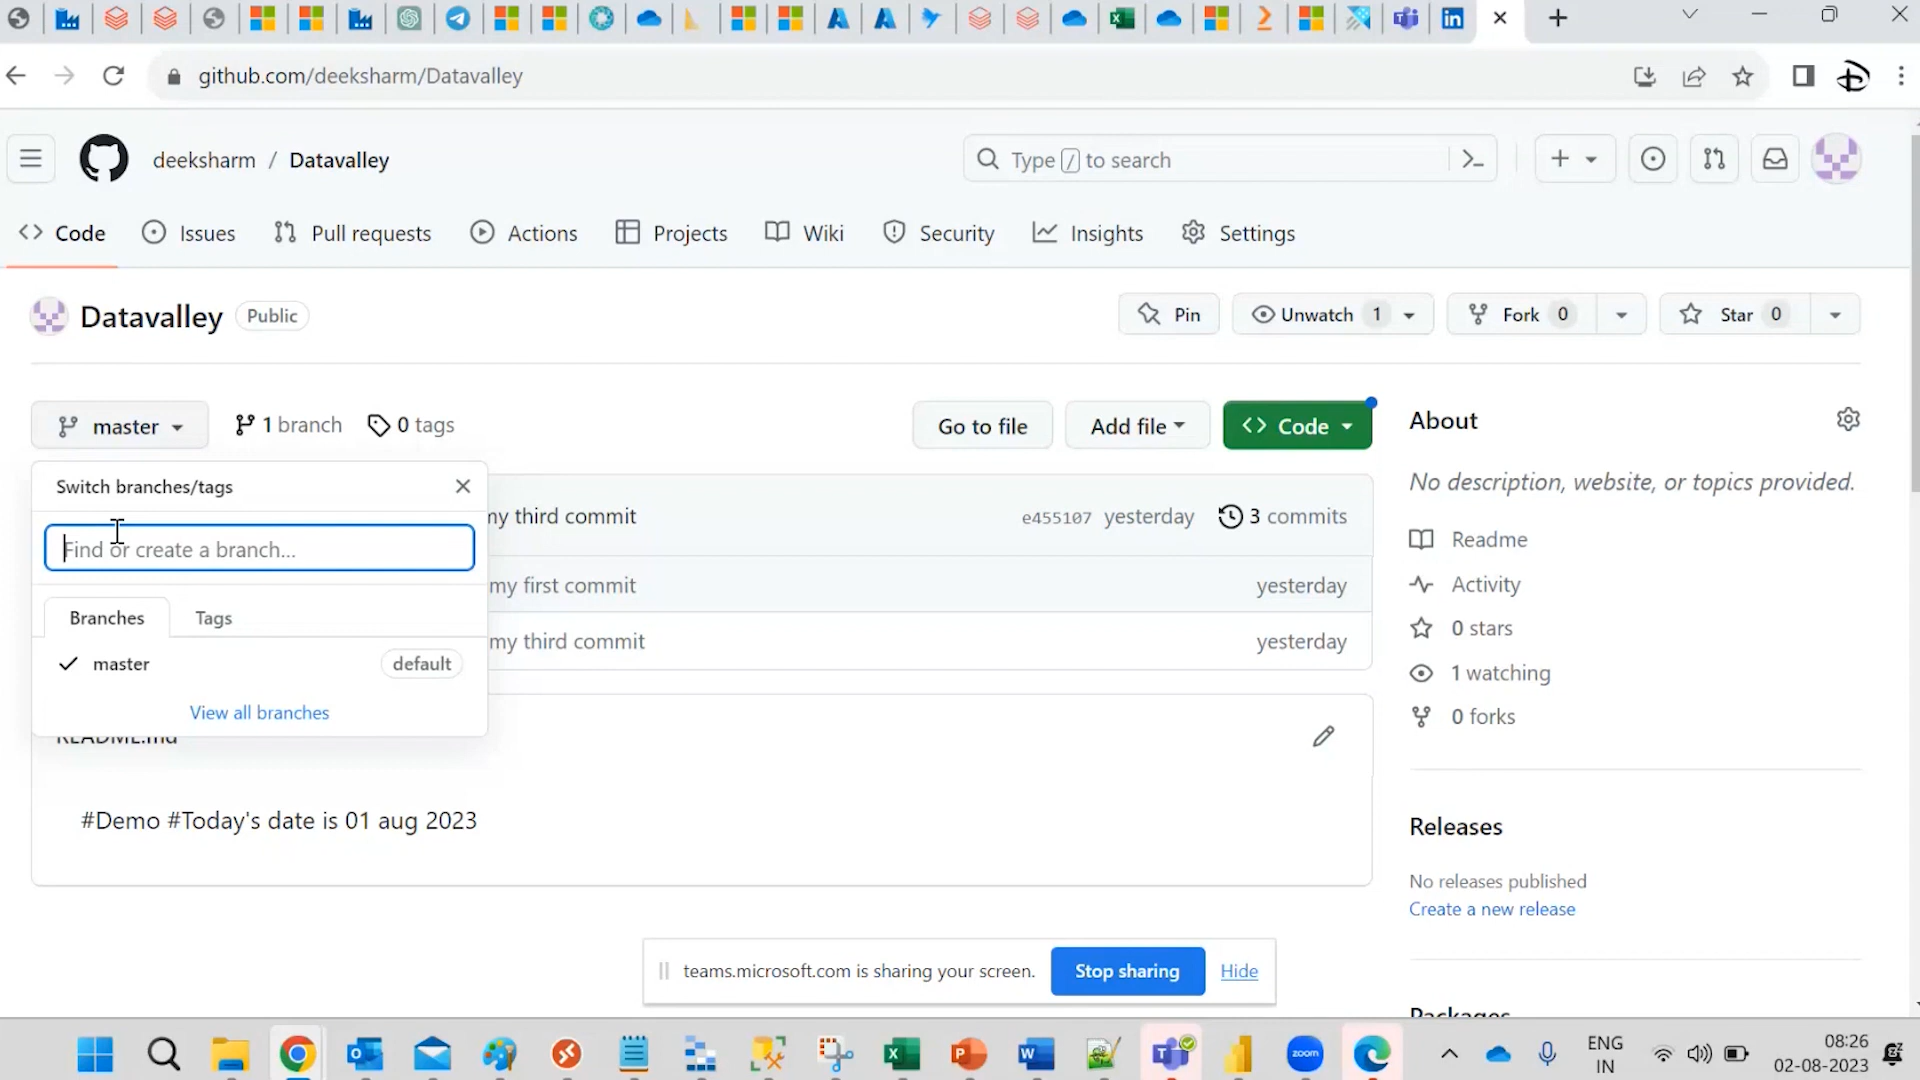 github.com/deeksharm/Datavalley
deeksharm / Datavalley
Type / to search
Code Issues Pull requests Actions Projects Wiki Security Insights Settings
Datavalley Public
Pin Unwatch 1 Fork 0 Star 0
master 1 branch 0 tags
Go to file Add file Code
About
Switch branches/tags
No description, website, or topics provided.
my third commit e455107 yesterday 3 commits
Find or create a branch...
Readme
my first commit yesterday
Activity
Branches Tags
0 stars
my third commit yesterday
master default
1 watching
View all branches
0 forks
README.md
#Demo #Today's date is 01 aug 2023
Releases
No releases published
Create a new release
teams.microsoft.com is sharing your screen. Stop sharing Hide
Packages
zoom
ENG
IN
08:26
02-08-2023